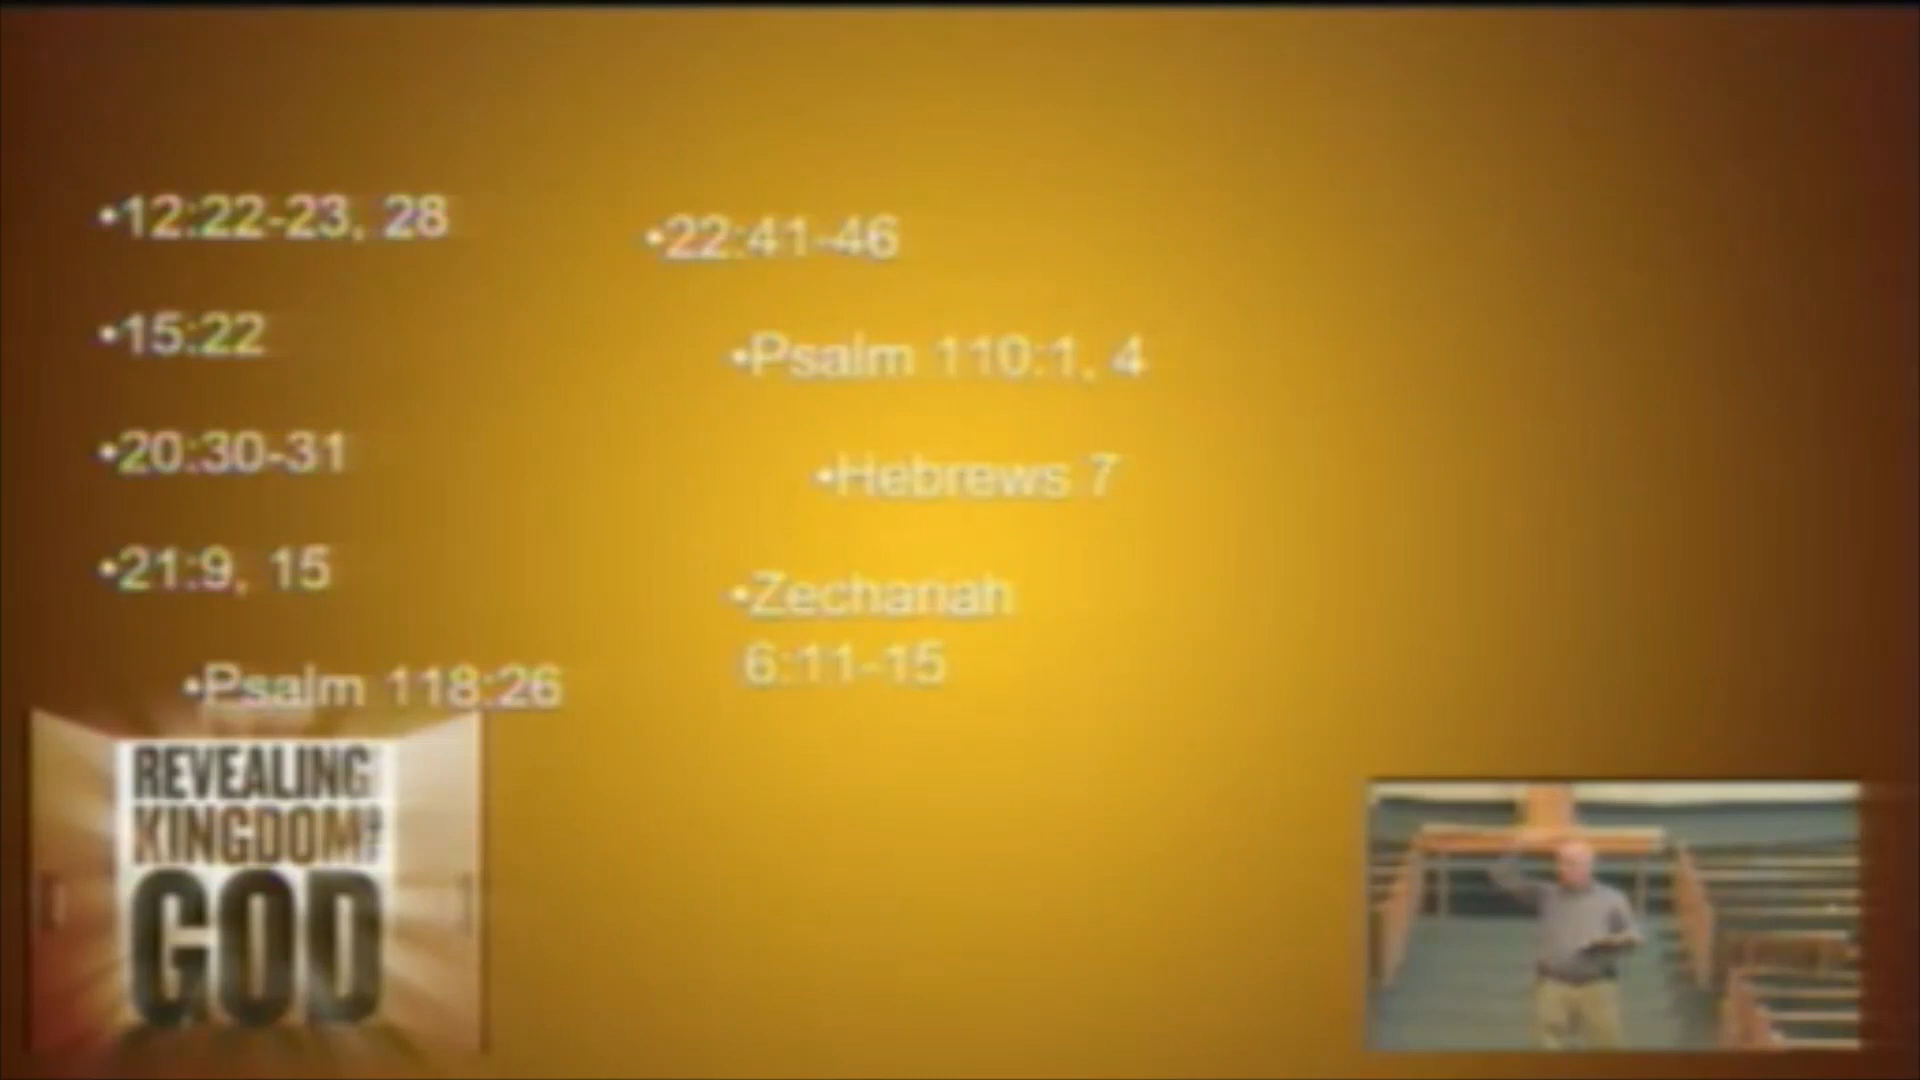 •12:22-23, 28
•15:22
•20:30-31
•21:9, 15
•Psalm 118:26
•22:41-46
•Psalm 110:1, 4
•Hebrews 7
•Zechariah
6:11-15
REVEALING
KINGDOM OF
GOD